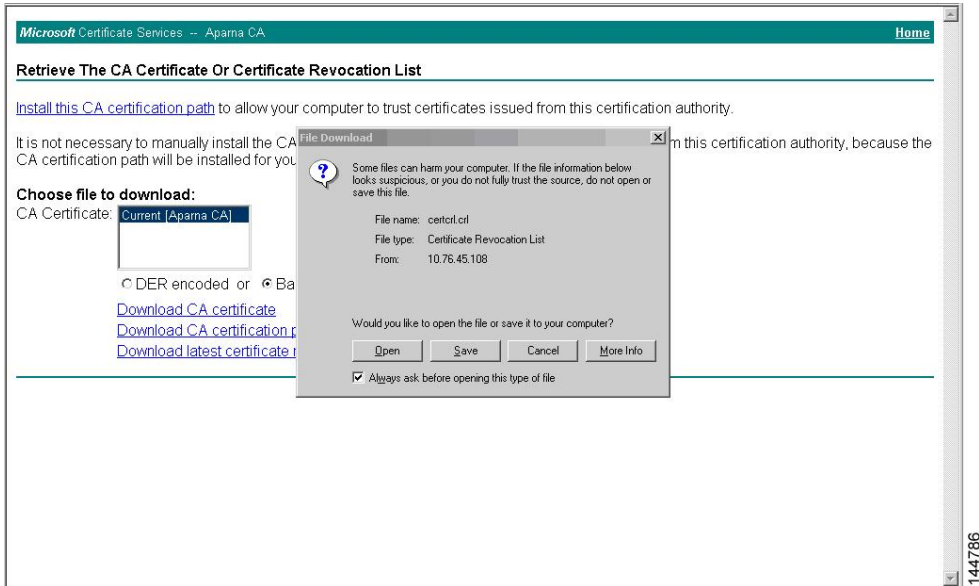 Microsoft Certificate Services -- Aparna CA Home
Retrieve The CA Certificate Or Certificate Revocation List
Install this CA certification path to allow your computer to trust certificates issued from this certification authority.
It is not necessary to manually install the CA
m this certification authority, because the
CA certification path will be installed for you
Choose file to download:
CA Certificate: Current [Aparna CA]
DER encoded or Ba
Download CA certificate
Download CA certification p
Download latest certificate r
File Download
Some files can harm your computer. If the file information below
looks suspicious, or you do not fully trust the source, do not open or
save this file.
File name: certcrl.crl
File type: Certificate Revocation List
From: 10.76.45.108
Would you like to open the file or save it to your computer?
Open Save Cancel More Info
Always ask before opening this type of file
144786